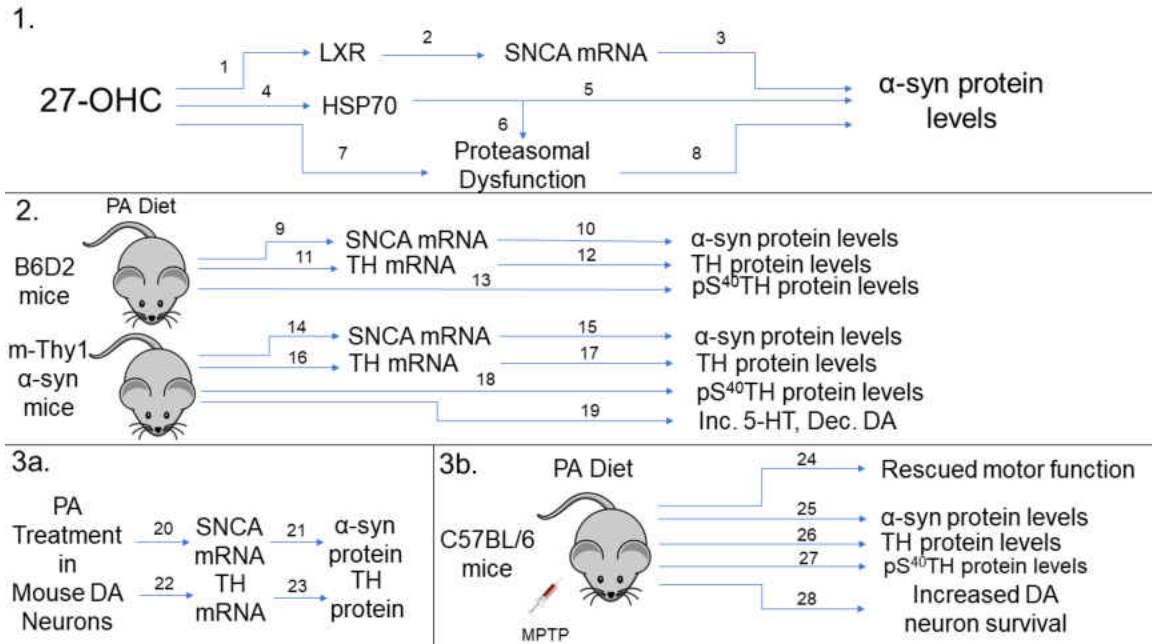 1.
1
LXR
2
SNCA mRNA
3
27-OHC
4
HSP70
5
α-syn protein
levels
6
7
Proteasomal
Dysfunction
8
2.
PA Diet
B6D2
mice
9
SNCA mRNA
10
α-syn protein levels
11
TH mRNA
12
TH protein levels
13
pS⁴⁰TH protein levels
m-Thy1
α-syn
mice
14
SNCA mRNA
15
α-syn protein levels
16
TH mRNA
17
TH protein levels
18
pS⁴⁰TH protein levels
19
Inc. 5-HT, Dec. DA
3a.
PA
Treatment
in
Mouse DA
Neurons
20
SNCA
mRNA
21
α-syn
protein
22
TH
mRNA
23
TH
protein
3b.
PA Diet
C57BL/6
mice
MPTP
24
Rescued motor function
25
α-syn protein levels
26
TH protein levels
27
pS⁴⁰TH protein levels
28
Increased DA
neuron survival